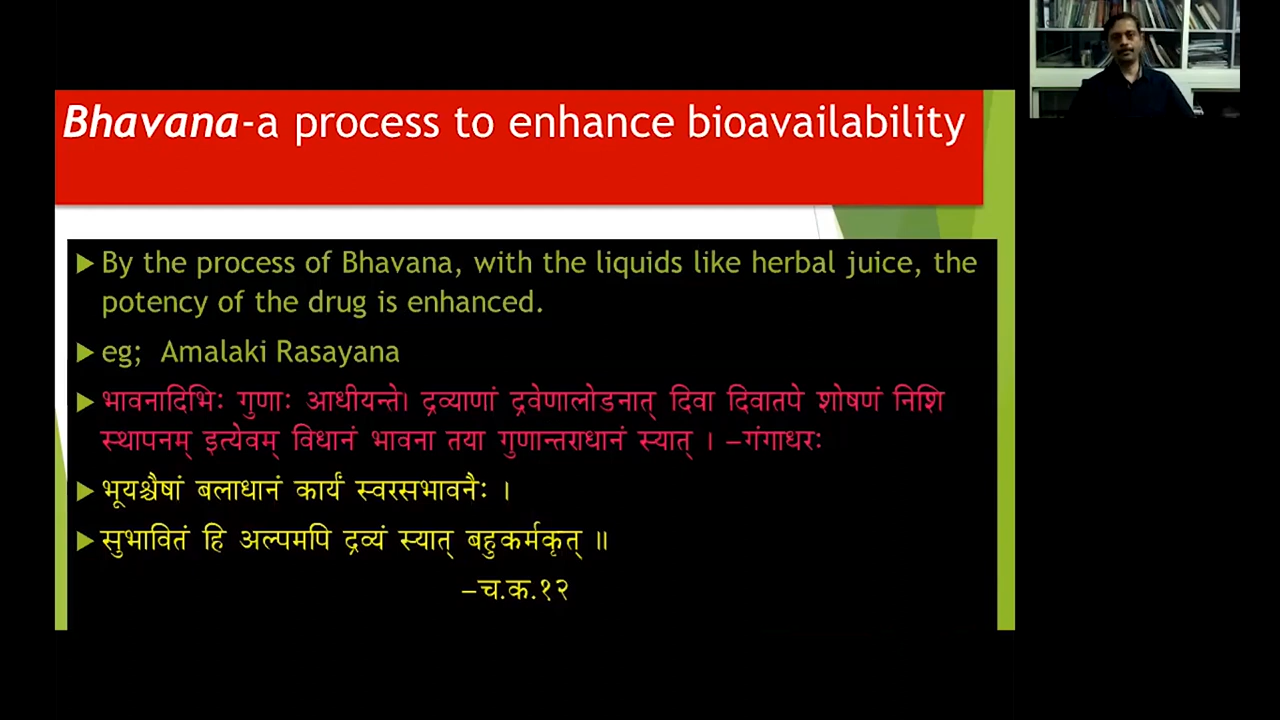 Bhavana-a process to enhance bioavailability
▶ By the process of Bhavana, with the liquids like herbal juice, the
potency of the drug is enhanced.
▶ eg; Amalaki Rasayana
▶ भावनादिभिः गुणाः आधीयन्ते। द्रव्याणां द्रवेणालोडनात् दिवा दिवातपे शोषणं निशि
स्थापनम् इत्येवम् विधानं भावना तया गुणान्तराधानं स्यात् । –गंगाधरः
▶ भूयश्चैषां बलाधानं कार्यं स्वरसभावनैः ।
▶ सुभावितं हि अल्पमपि द्रव्यं स्यात् बहुकर्मकृत् ॥
–च.क.१२